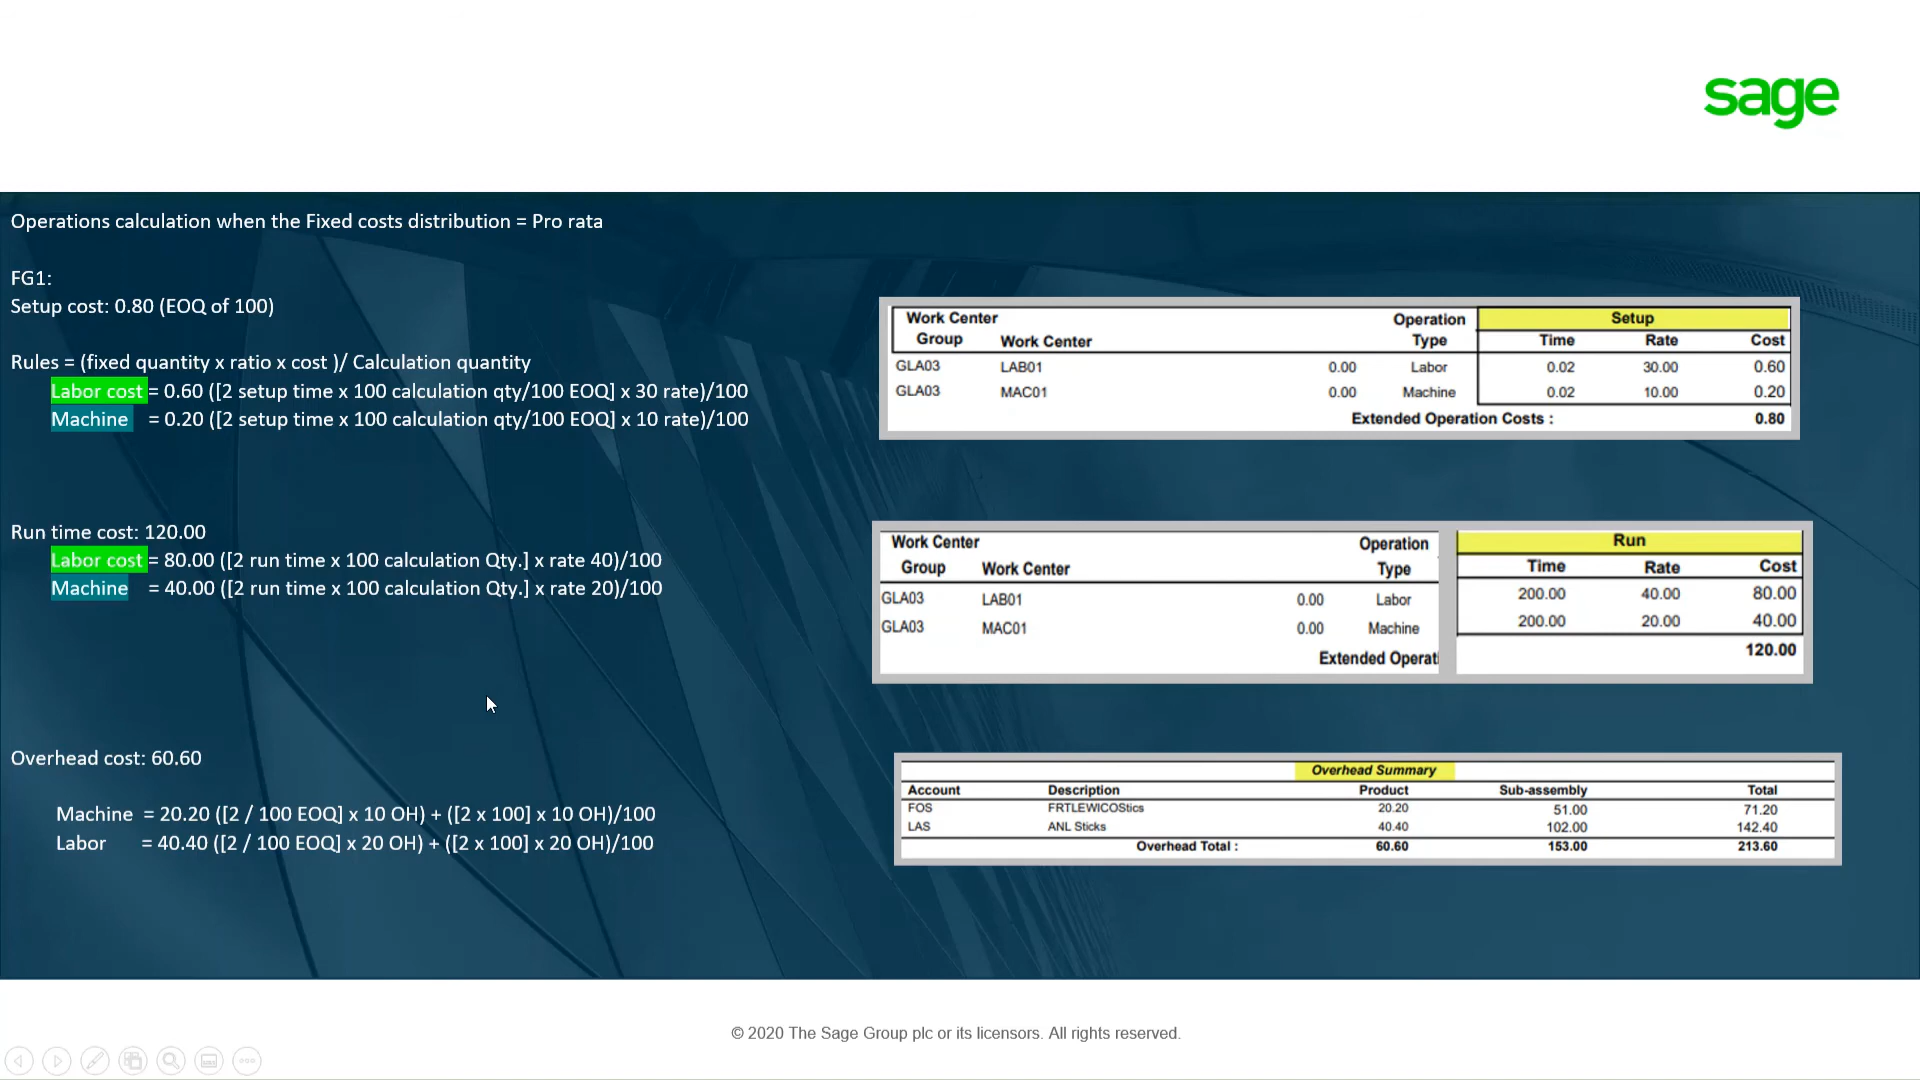 sage
Operations calculation when the Fixed costs distribution = Pro rata
FG1:
Setup cost: 0.80 (EOQ of 100)
Rules = (fixed quantity x ratio x cost )/ Calculation quantity
Labor cost = 0.60 ([2 setup time x 100 calculation qty/100 EOQ] x 30 rate)/100
Machine = 0.20 ([2 setup time x 100 calculation qty/100 EOQ] x 10 rate)/100
Run time cost: 120.00
Labor cost = 80.00 ([2 run time x 100 calculation Qty.] x rate 40)/100
Machine = 40.00 ([2 run time x 100 calculation Qty.] x rate 20)/100
Overhead cost: 60.60
Machine = 20.20 ([2 / 100 EOQ] x 10 OH) + ([2 x 100] x 10 OH)/100
Labor = 40.40 ([2 / 100 EOQ] x 20 OH) + ([2 x 100] x 20 OH)/100
Work Center Operation Setup
Group Work Center Type Time Rate Cost
GLA03 LAB01 0.00 Labor 0.02 30.00 0.60
GLA03 MAC01 0.00 Machine 0.02 10.00 0.20
Extended Operation Costs : 0.80
Work Center Operation Run
Group Work Center Type Time Rate Cost
GLA03 LAB01 0.00 Labor 200.00 40.00 80.00
GLA03 MAC01 0.00 Machine 200.00 20.00 40.00
Extended Operati 120.00
Overhead Summary
Account Description Product Sub-assembly Total
FOS FRTLEWICOStics 20.20 51.00 71.20
LAS ANL Sticks 40.40 102.00 142.40
Overhead Total : 60.60 153.00 213.60
© 2020 The Sage Group plc or its licensors. All rights reserved.